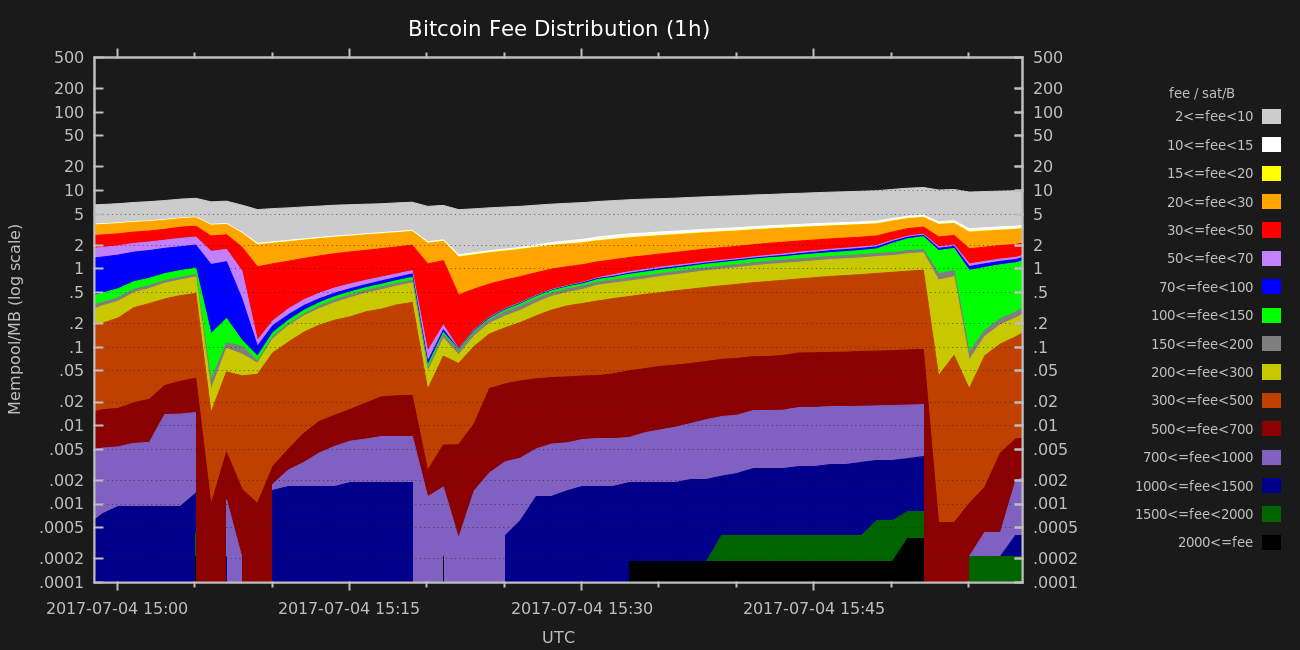 Bitcoin Fee Distribution (1h)
500 500
200 200
100 100
50 50
20 20
10 10
5 5
2 2
1 1
.5 .5
.2 .2
.1 .1
.05 .05
.02 .02
.01 .01
.005 .005
.002 .002
.001 .001
.0005 .0005
.0002 .0002
.0001 .0001
Mempool/MB (log scale)
2017-07-04 15:00 2017-07-04 15:15 2017-07-04 15:30 2017-07-04 15:45
UTC
fee / sat/B
2<=fee<10
10<=fee<15
15<=fee<20
20<=fee<30
30<=fee<50
50<=fee<70
70<=fee<100
100<=fee<150
150<=fee<200
200<=fee<300
300<=fee<500
500<=fee<700
700<=fee<1000
1000<=fee<1500
1500<=fee<2000
2000<=fee